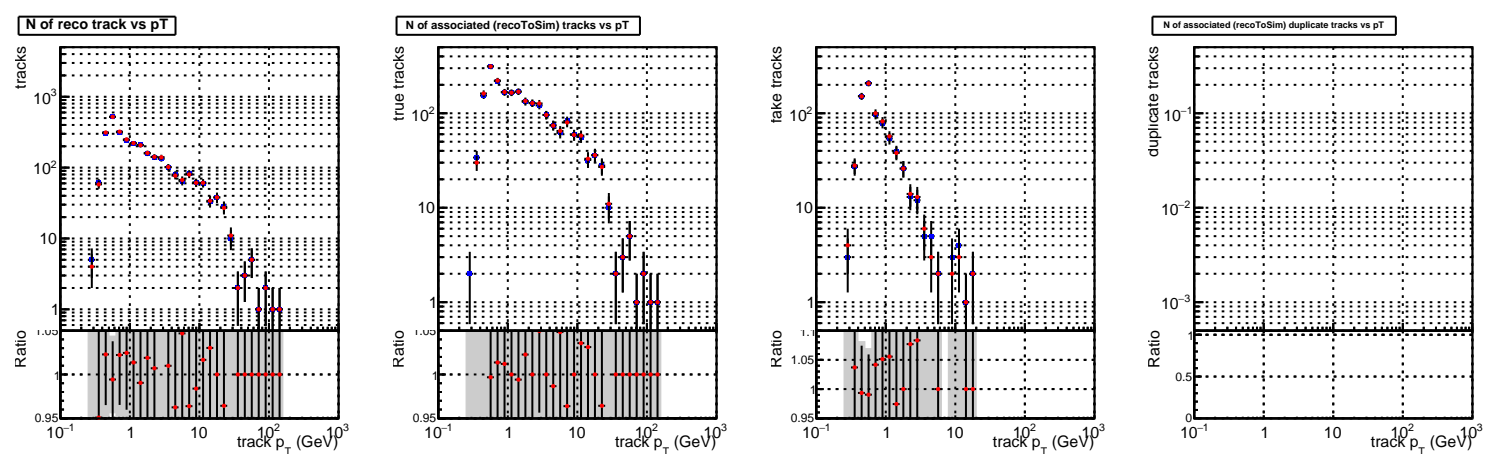 N of reco track vs pT
tracks
10³
10²
10
1
Ratio
1.05
1
0.95
10⁻¹ 1 10 10² 10³
track p_T (GeV)
N of associated (recoToSim) tracks vs pT
true tracks
10²
10
1
Ratio
1.05
1
0.95
10⁻¹ 1 10 10² 10³
track p_T (GeV)
fake tracks
10²
10
1
Ratio
1.1
1.05
1
0.95
10⁻¹ 1 10 10² 10³
track p_T (GeV)
N of associated (recoToSim) duplicate tracks vs pT
duplicate tracks
10⁻¹
10⁻²
10⁻³
Ratio
1
0.5
0
10⁻¹ 1 10 10² 10³
track p_T (GeV)